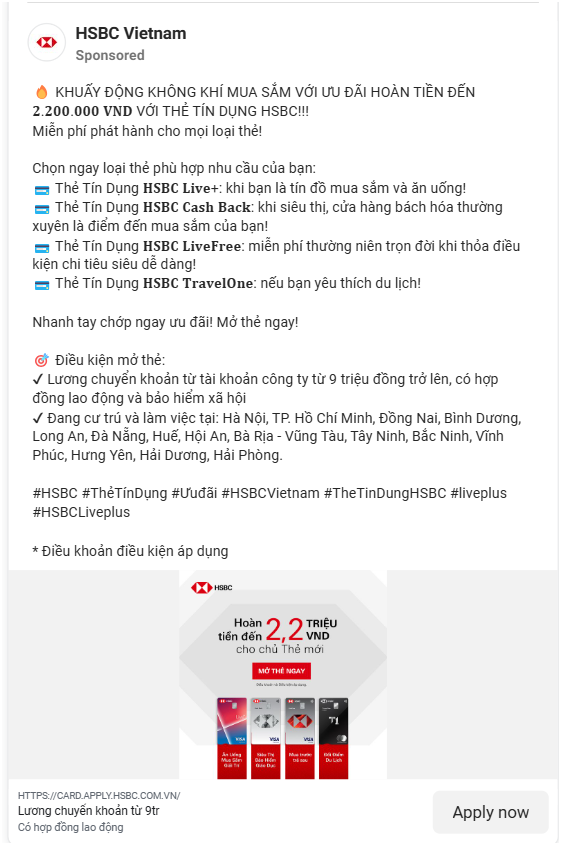 HSBC Vietnam
Sponsored
🔥 KHUẤY ĐỘNG KHÔNG KHÍ MUA SẮM VỚI ƯU ĐÃI HOÀN TIỀN ĐẾN
2.200.000 VND VỚI THẺ TÍN DỤNG HSBC!!!
Miễn phí phát hành cho mọi loại thẻ!
Chọn ngay loại thẻ phù hợp nhu cầu của bạn:
💳 Thẻ Tín Dụng HSBC Live+: khi bạn là tín đồ mua sắm và ăn uống!
💳 Thẻ Tín Dụng HSBC Cash Back: khi siêu thị, cửa hàng bách hóa thường
xuyên là điểm đến mua sắm của bạn!
💳 Thẻ Tín Dụng HSBC LiveFree: miễn phí thường niên trọn đời khi thỏa điều
kiện chi tiêu siêu dễ dàng!
💳 Thẻ Tín Dụng HSBC TravelOne: nếu bạn yêu thích du lịch!
Nhanh tay chớp ngay ưu đãi! Mở thẻ ngay!
🎯 Điều kiện mở thẻ:
✔ Lương chuyển khoản từ tài khoản công ty từ 9 triệu đồng trở lên, có hợp
đồng lao động và bảo hiểm xã hội
✔ Đang cư trú và làm việc tại: Hà Nội, TP. Hồ Chí Minh, Đồng Nai, Bình Dương,
Long An, Đà Nẵng, Huế, Hội An, Bà Rịa - Vũng Tàu, Tây Ninh, Bắc Ninh, Vĩnh
Phúc, Hưng Yên, Hải Dương, Hải Phòng.
#HSBC #ThẻTínDụng #Ưuđãi #HSBCVietnam #TheTinDungHSBC #liveplus
#HSBCLiveplus
* Điều khoản điều kiện áp dụng
HSBC
Hoàn
tiền đến 2,2 TRIỆU
VND
cho chủ Thẻ mới
MỞ THẺ NGAY
Điều khoản và Điều kiện áp dụng
VISA VISA VISA T1
Ăn Uống
Mua Sắm
Giải Trí
Siêu Thị
Bảo Hiểm
Giáo Dục
Mua trước
trả sau
Đổi Điểm
Du Lịch
HTTPS://CARD.APPLY.HSBC.COM.VN/
Lương chuyển khoản từ 9tr
Có hợp đồng lao động
Apply now